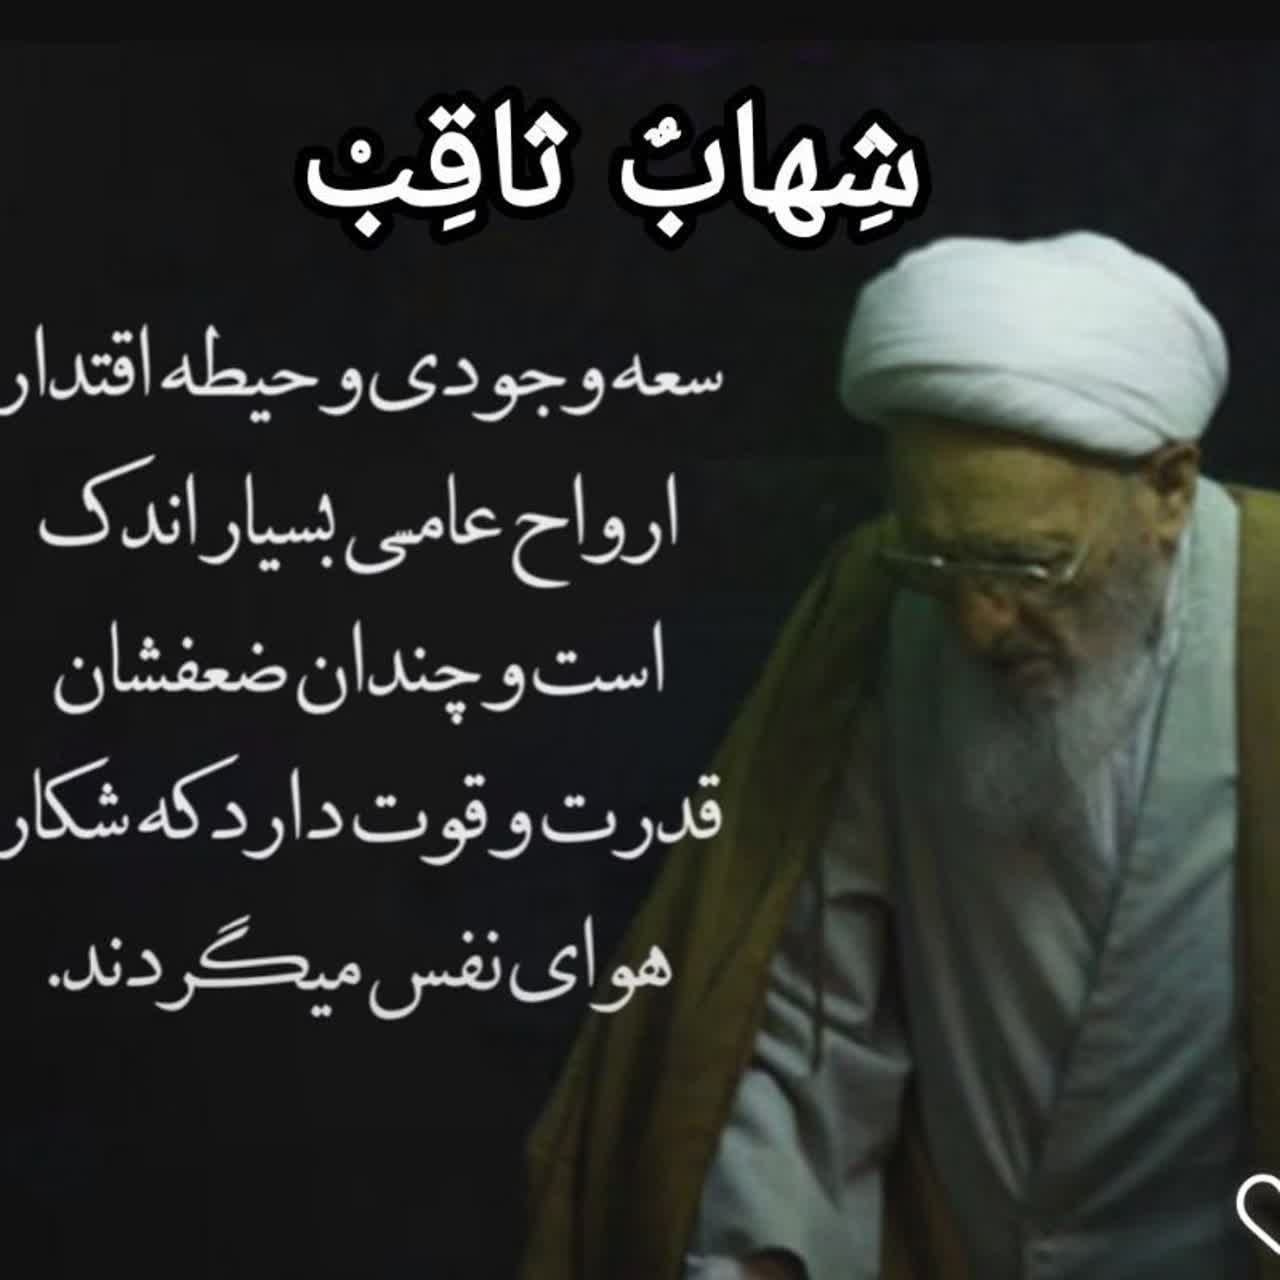 شِهابٌ ثاقِبْ
سعه وجودی و حیطه اقتدار
ارواح عامی بسیار اندک
است و چندان ضعفشان
قدرت و قوت دارد که شکار
هوای نفس میگردند.